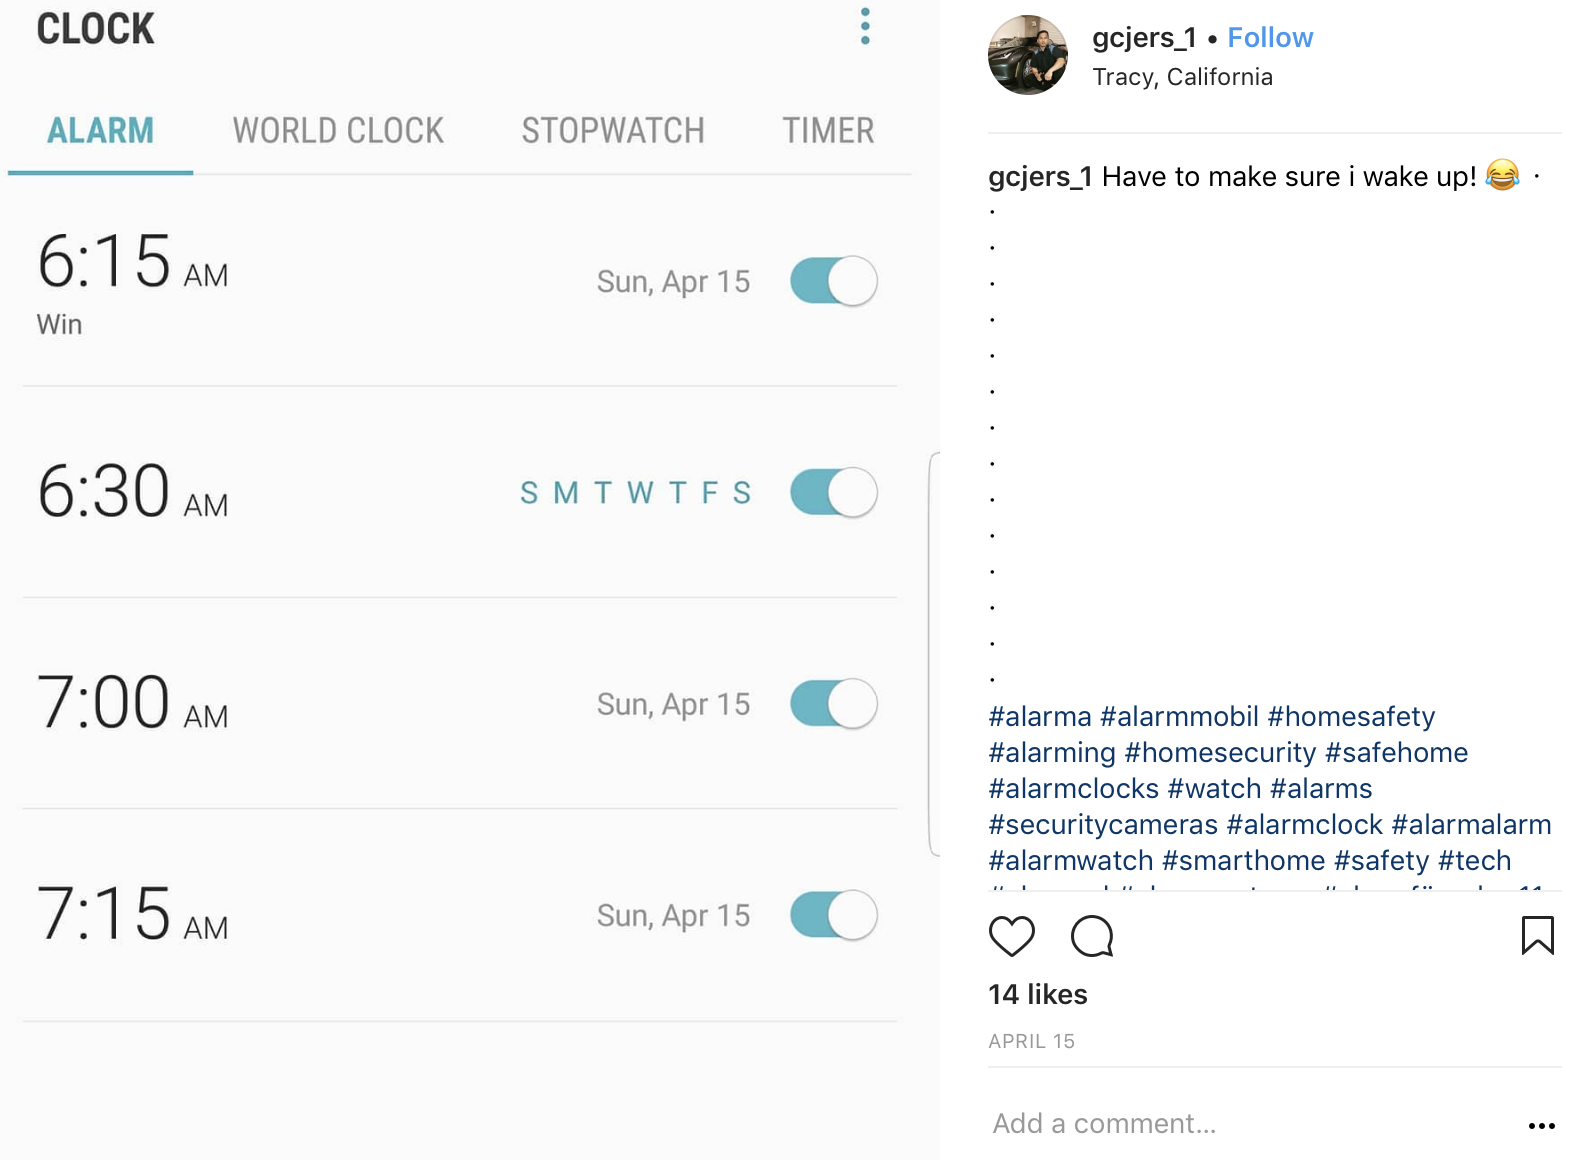 CLOCK
ALARM WORLD CLOCK STOPWATCH TIMER
6:15 AM Sun, Apr 15
Win
6:30 AM S M T W T F S
7:00 AM Sun, Apr 15
7:15 AM Sun, Apr 15
gcjers_1 • Follow
Tracy, California
gcjers_1 Have to make sure i wake up! 😂 ·
·
·
·
·
·
·
·
·
·
·
·
·
·
·
#alarma #alarmmobil #homesafety
#alarming #homesecurity #safehome
#alarmclocks #watch #alarms
#securitycameras #alarmclock #alarmalarm
#alarmwatch #smarthome #safety #tech
14 likes
APRIL 15
Add a comment...